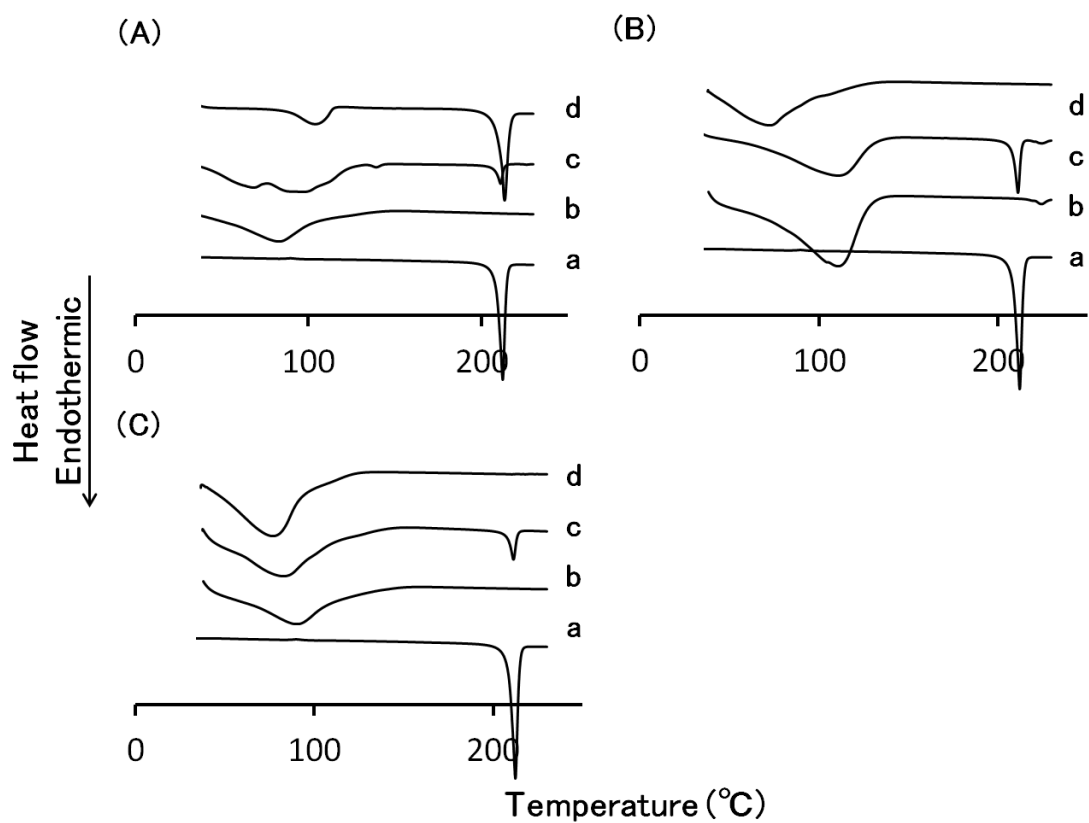 (A)
d
c
b
a
0
100
200
(B)
d
c
b
a
0
100
200
(C)
d
c
b
a
0
100
200
Heat flow
Endothermic
Temperature (℃)